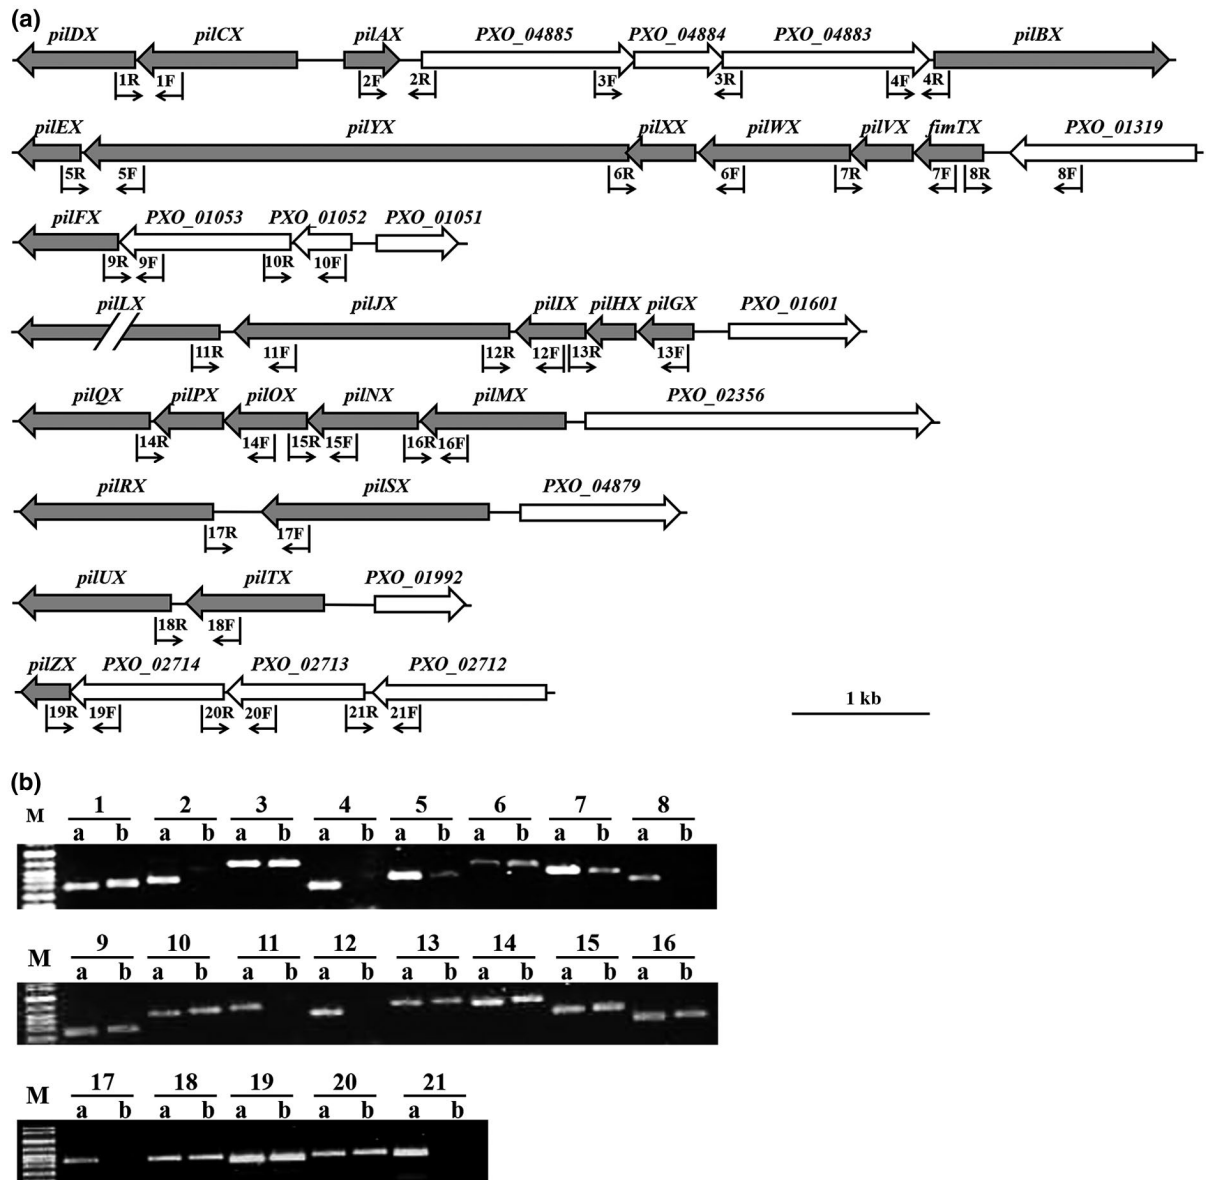 (a)
pilDX pilCX pilAX PXO_04885 PXO_04884 PXO_04883 pilBX
1R 1F 2F 2R 3F 3R 4F 4R
pilEX pilYX pilXX pilWX pilVX fimTX PXO_01319
5R 5F 6R 6F 7R 7F 8R 8F
pilFX PXO_01053 PXO_01052 PXO_01051
9R 9F 10R 10F
pilLX pilJX pilIX pilHX pilGX PXO_01601
11R 11F 12R 12F 13R 13F
pilQX pilPX pilOX pilNX pilMX PXO_02356
14R 14F 15R 15F 16R 16F
pilRX pilSX PXO_04879
17R 17F
pilUX pilTX PXO_01992
18R 18F
pilZX PXO_02714 PXO_02713 PXO_02712
19R 19F 20R 20F 21R 21F
1 kb
(b)
M 1 2 3 4 5 6 7 8
a b a b a b a b a b a b a b a b
M 9 10 11 12 13 14 15 16
a b a b a b a b a b a b a b a b
M 17 18 19 20 21
a b a b a b a b a b